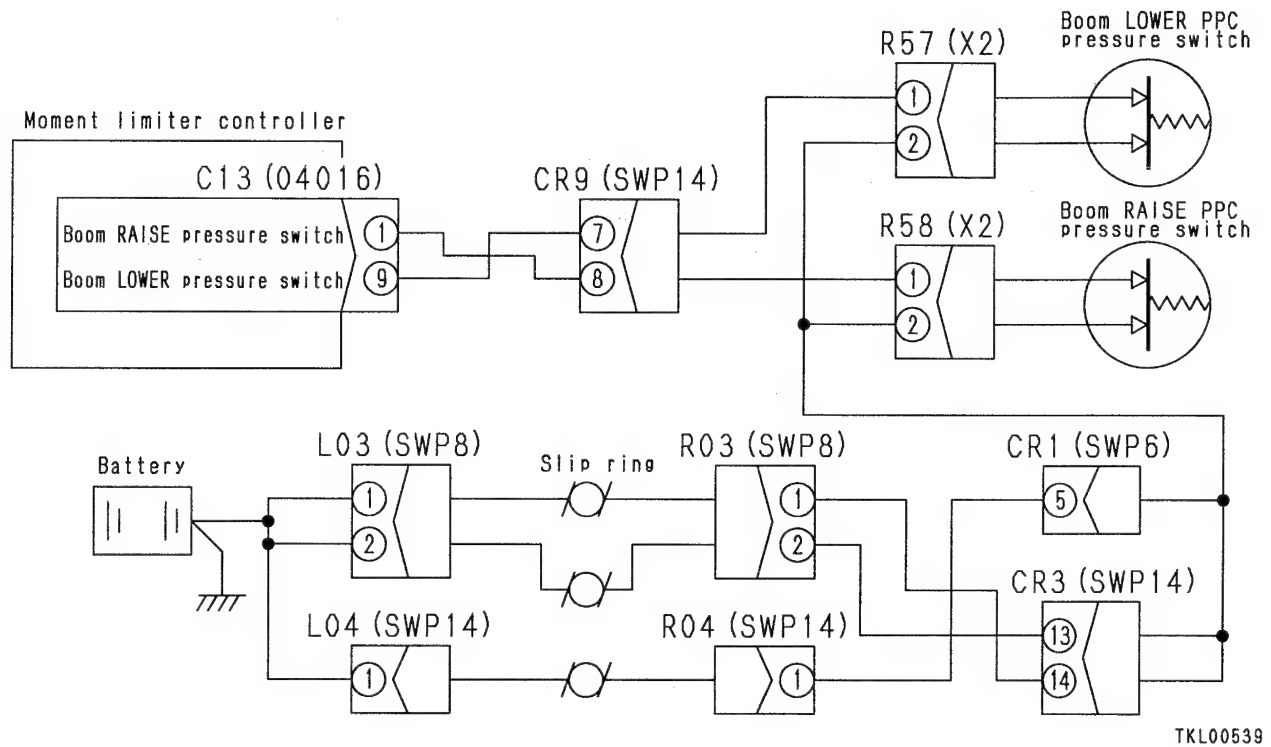 Boom LOWER PPC
pressure switch
R57 (X2)
1
2
Moment limiter controller
C13 (04016)
CR9 (SWP14)
Boom RAISE pressure switch
1
7
Boom LOWER pressure switch
9
8
Boom RAISE PPC
pressure switch
R58 (X2)
1
2
Battery
L03 (SWP8)
1
2
Slip ring
R03 (SWP8)
1
2
CR1 (SWP6)
5
L04 (SWP14)
1
R04 (SWP14)
1
CR3 (SWP14)
13
14
TKL00539